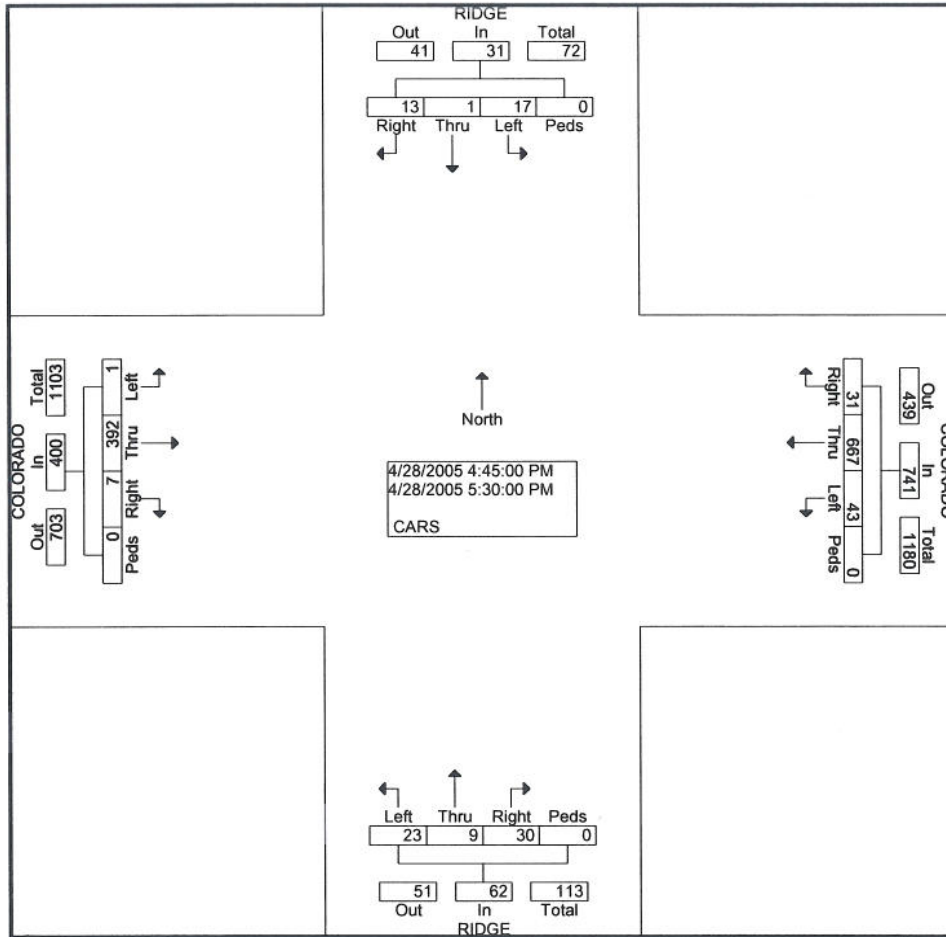 RIDGE
Out In Total
41 31 72
13 1 17 0
Right Thru Left Peds
COLORADO
Total In Out
1103 400 703
1 392 7 0
Left Thru Right Peds
North
4/28/2005 4:45:00 PM
4/28/2005 5:30:00 PM
CARS
Right Thru Left Peds
31 667 43 0
439 741 1180
Out In Total
COLORADO
Left Thru Right Peds
23 9 30 0
51 62 113
Out In Total
RIDGE